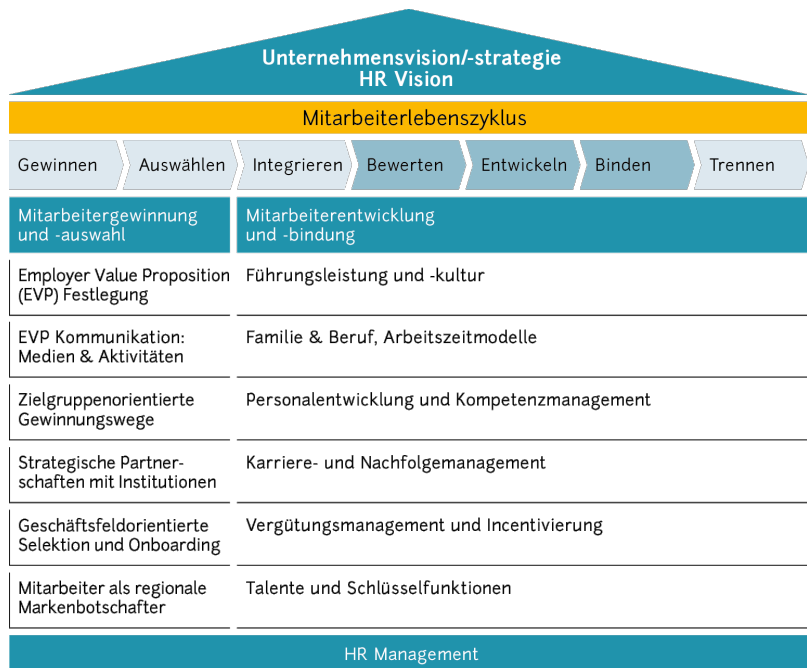 Unternehmensvision/-strategie
HR Vision
Mitarbeiterlebenszyklus
Gewinnen
Auswählen
Integrieren
Bewerten
Entwickeln
Binden
Trennen
Mitarbeitergewinnung
und -auswahl
Mitarbeiterentwicklung
und -bindung
Employer Value Proposition
(EVP) Festlegung
Führungsleistung und -kultur
EVP Kommunikation:
Medien & Aktivitäten
Familie & Beruf, Arbeitszeitmodelle
Zielgruppenorientierte
Gewinnungswege
Personalentwicklung und Kompetenzmanagement
Strategische Partner-
schaften mit Institutionen
Karriere- und Nachfolgemanagement
Geschäftsfeldorientierte
Selektion und Onboarding
Vergütungsmanagement und Incentivierung
Mitarbeiter als regionale
Markenbotschafter
Talente und Schlüsselfunktionen
HR Management